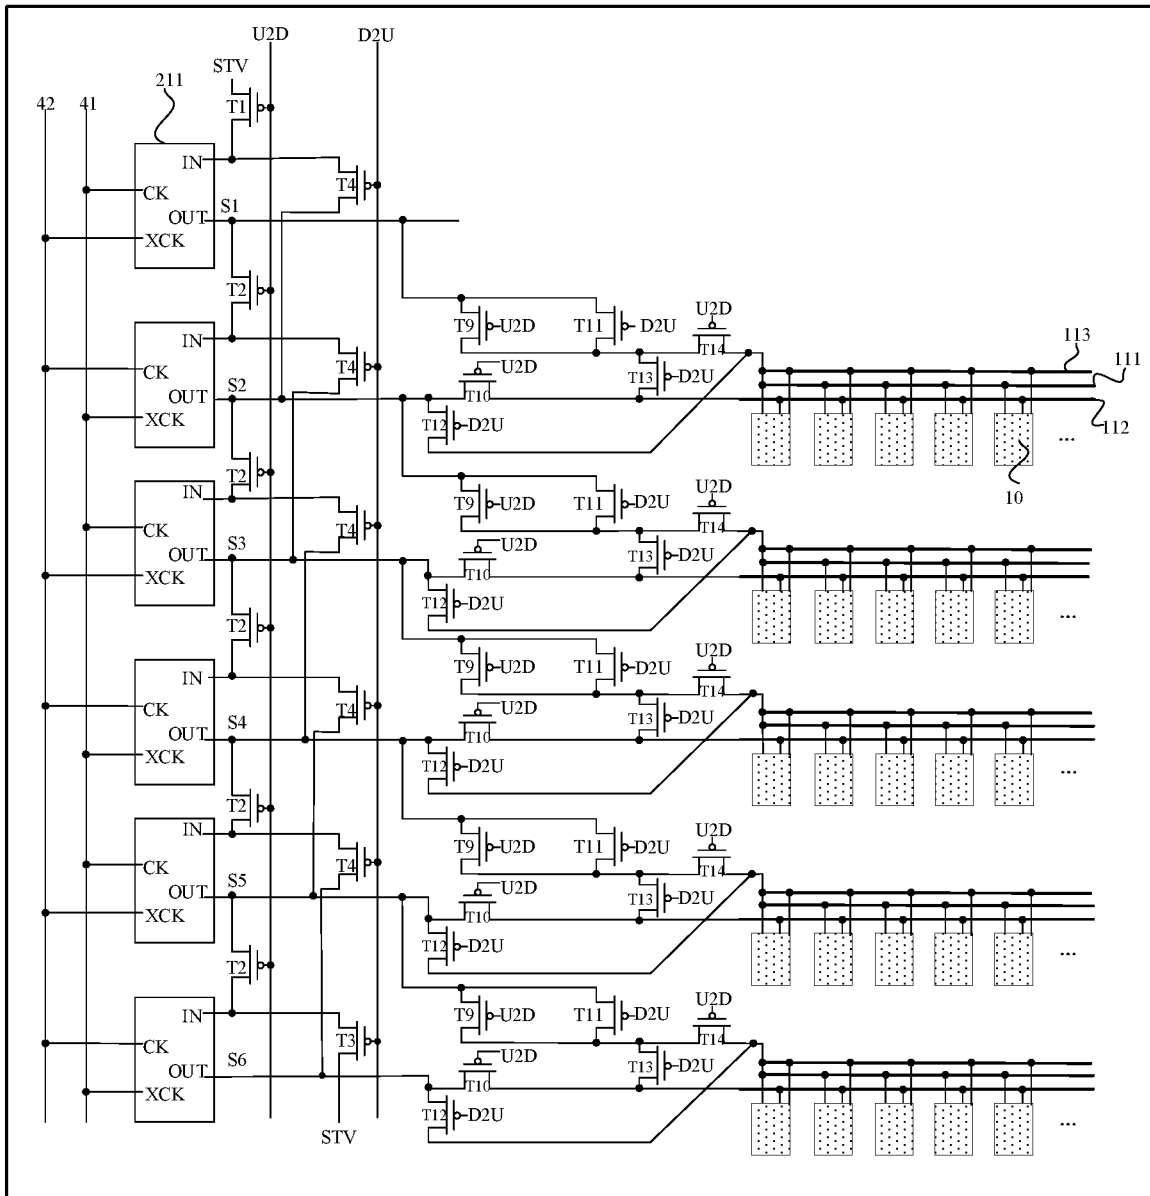 U2D D2U
STV
211
42 41 T1
IN
CK T4
OUT S1
XCK
T2 U2D
T9 U2D T11 D2U
IN T14 113
CK T4 U2D T13 D2U 111
OUT S2 T10
XCK T12 D2U 112
...
T2 U2D
IN T9 U2D T11 D2U 10
CK T4 T14
OUT S3 U2D T13 D2U
XCK T10
T12 D2U ...
T2 U2D
T9 U2D T11 D2U
IN T14
CK T4 U2D T13 D2U
OUT S4 T10
XCK T12 D2U ...
T2 U2D
IN T9 U2D T11 D2U
CK T4 T14
OUT S5 U2D T13 D2U
XCK T10
T12 D2U ...
T2 U2D
IN T9 U2D T11 D2U
CK T3 T14
OUT S6 U2D T13 D2U
XCK T10
T12 D2U ...
STV